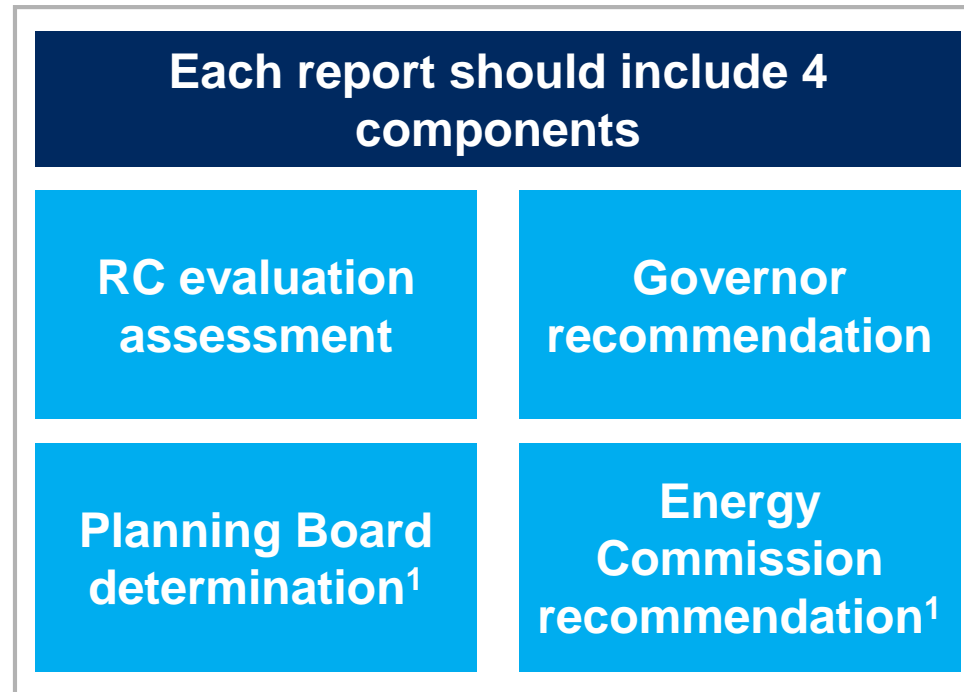 Each report should include 4
components
RC evaluation
assessment
Governor
recommendation
Planning Board
determination¹
Energy
Commission
recommendation¹